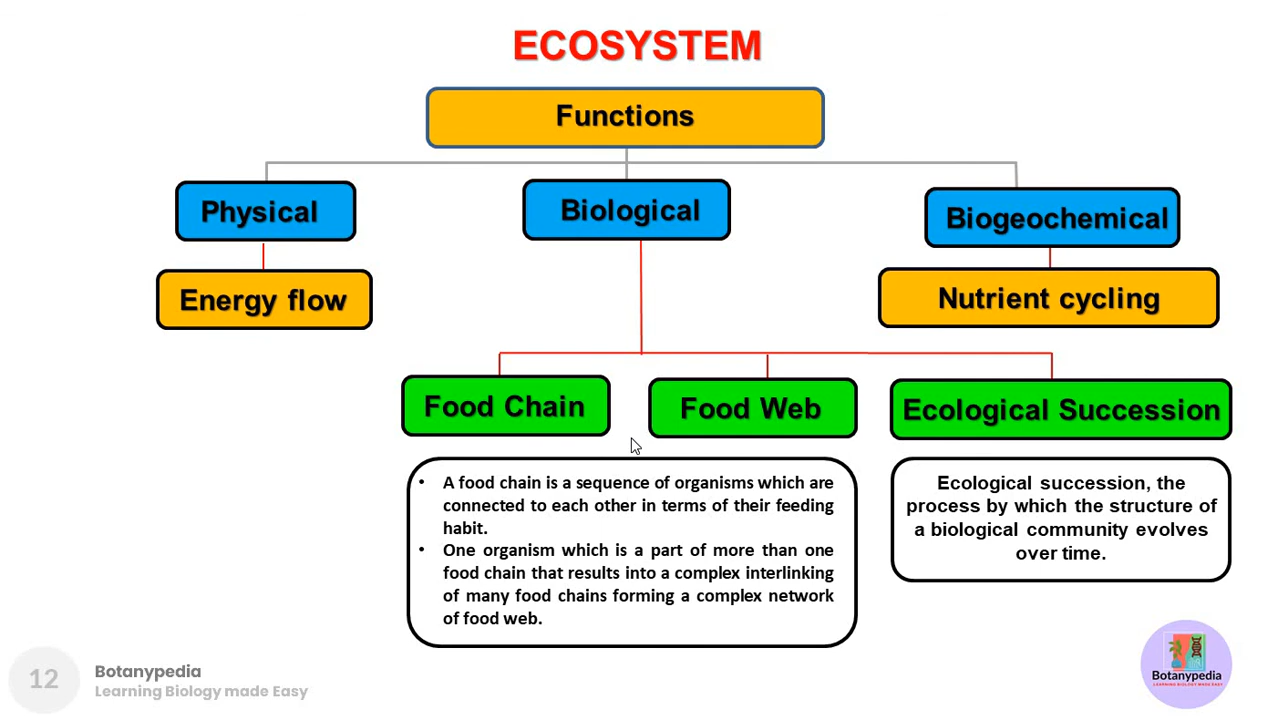 ECOSYSTEM
Functions
Physical
Biological
Biogeochemical
Energy flow
Nutrient cycling
Food Chain
Food Web
Ecological Succession
• A food chain is a sequence of organisms which are
connected to each other in terms of their feeding
habit.
• One organism which is a part of more than one
food chain that results into a complex interlinking
of many food chains forming a complex network
of food web.
Ecological succession, the
process by which the structure of
a biological community evolves
over time.
12
Botanypedia
Learning Biology made Easy
Botanypedia
LEARNING BIOLOGY MADE EASY